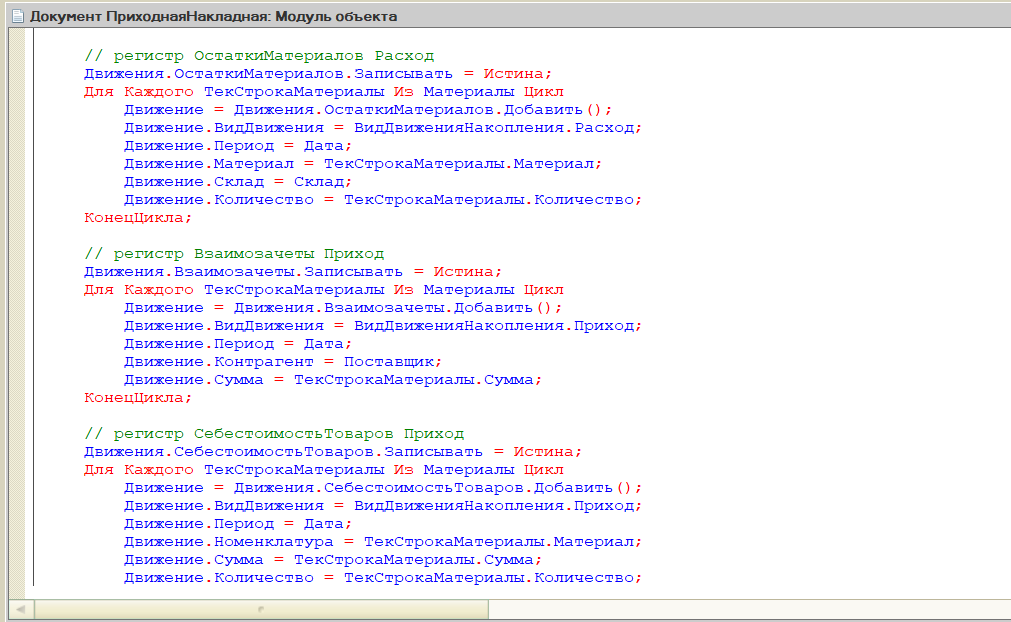 Документ ПриходнаяНакладная: Модуль объекта
// регистр ОстаткиМатериалов Расход
Движения.ОстаткиМатериалов.Записывать = Истина;
Для Каждого ТекСтрокаМатериалы Из Материалы Цикл
Движение = Движения.ОстаткиМатериалов.Добавить();
Движение.ВидДвижения = ВидДвиженияНакопления.Расход;
Движение.Период = Дата;
Движение.Материал = ТекСтрокаМатериалы.Материал;
Движение.Склад = Склад;
Движение.Количество = ТекСтрокаМатериалы.Количество;
КонецЦикла;
// регистр Взаимозачеты Приход
Движения.Взаимозачеты.Записывать = Истина;
Для Каждого ТекСтрокаМатериалы Из Материалы Цикл
Движение = Движения.Взаимозачеты.Добавить();
Движение.ВидДвижения = ВидДвиженияНакопления.Приход;
Движение.Период = Дата;
Движение.Контрагент = Поставщик;
Движение.Сумма = ТекСтрокаМатериалы.Сумма;
КонецЦикла;
// регистр СебестоимостьТоваров Приход
Движения.СебестоимостьТоваров.Записывать = Истина;
Для Каждого ТекСтрокаМатериалы Из Материалы Цикл
Движение = Движения.СебестоимостьТоваров.Добавить();
Движение.ВидДвижения = ВидДвиженияНакопления.Приход;
Движение.Период = Дата;
Движение.Номенклатура = ТекСтрокаМатериалы.Материал;
Движение.Сумма = ТекСтрокаМатериалы.Сумма;
Движение.Количество = ТекСтрокаМатериалы.Количество;